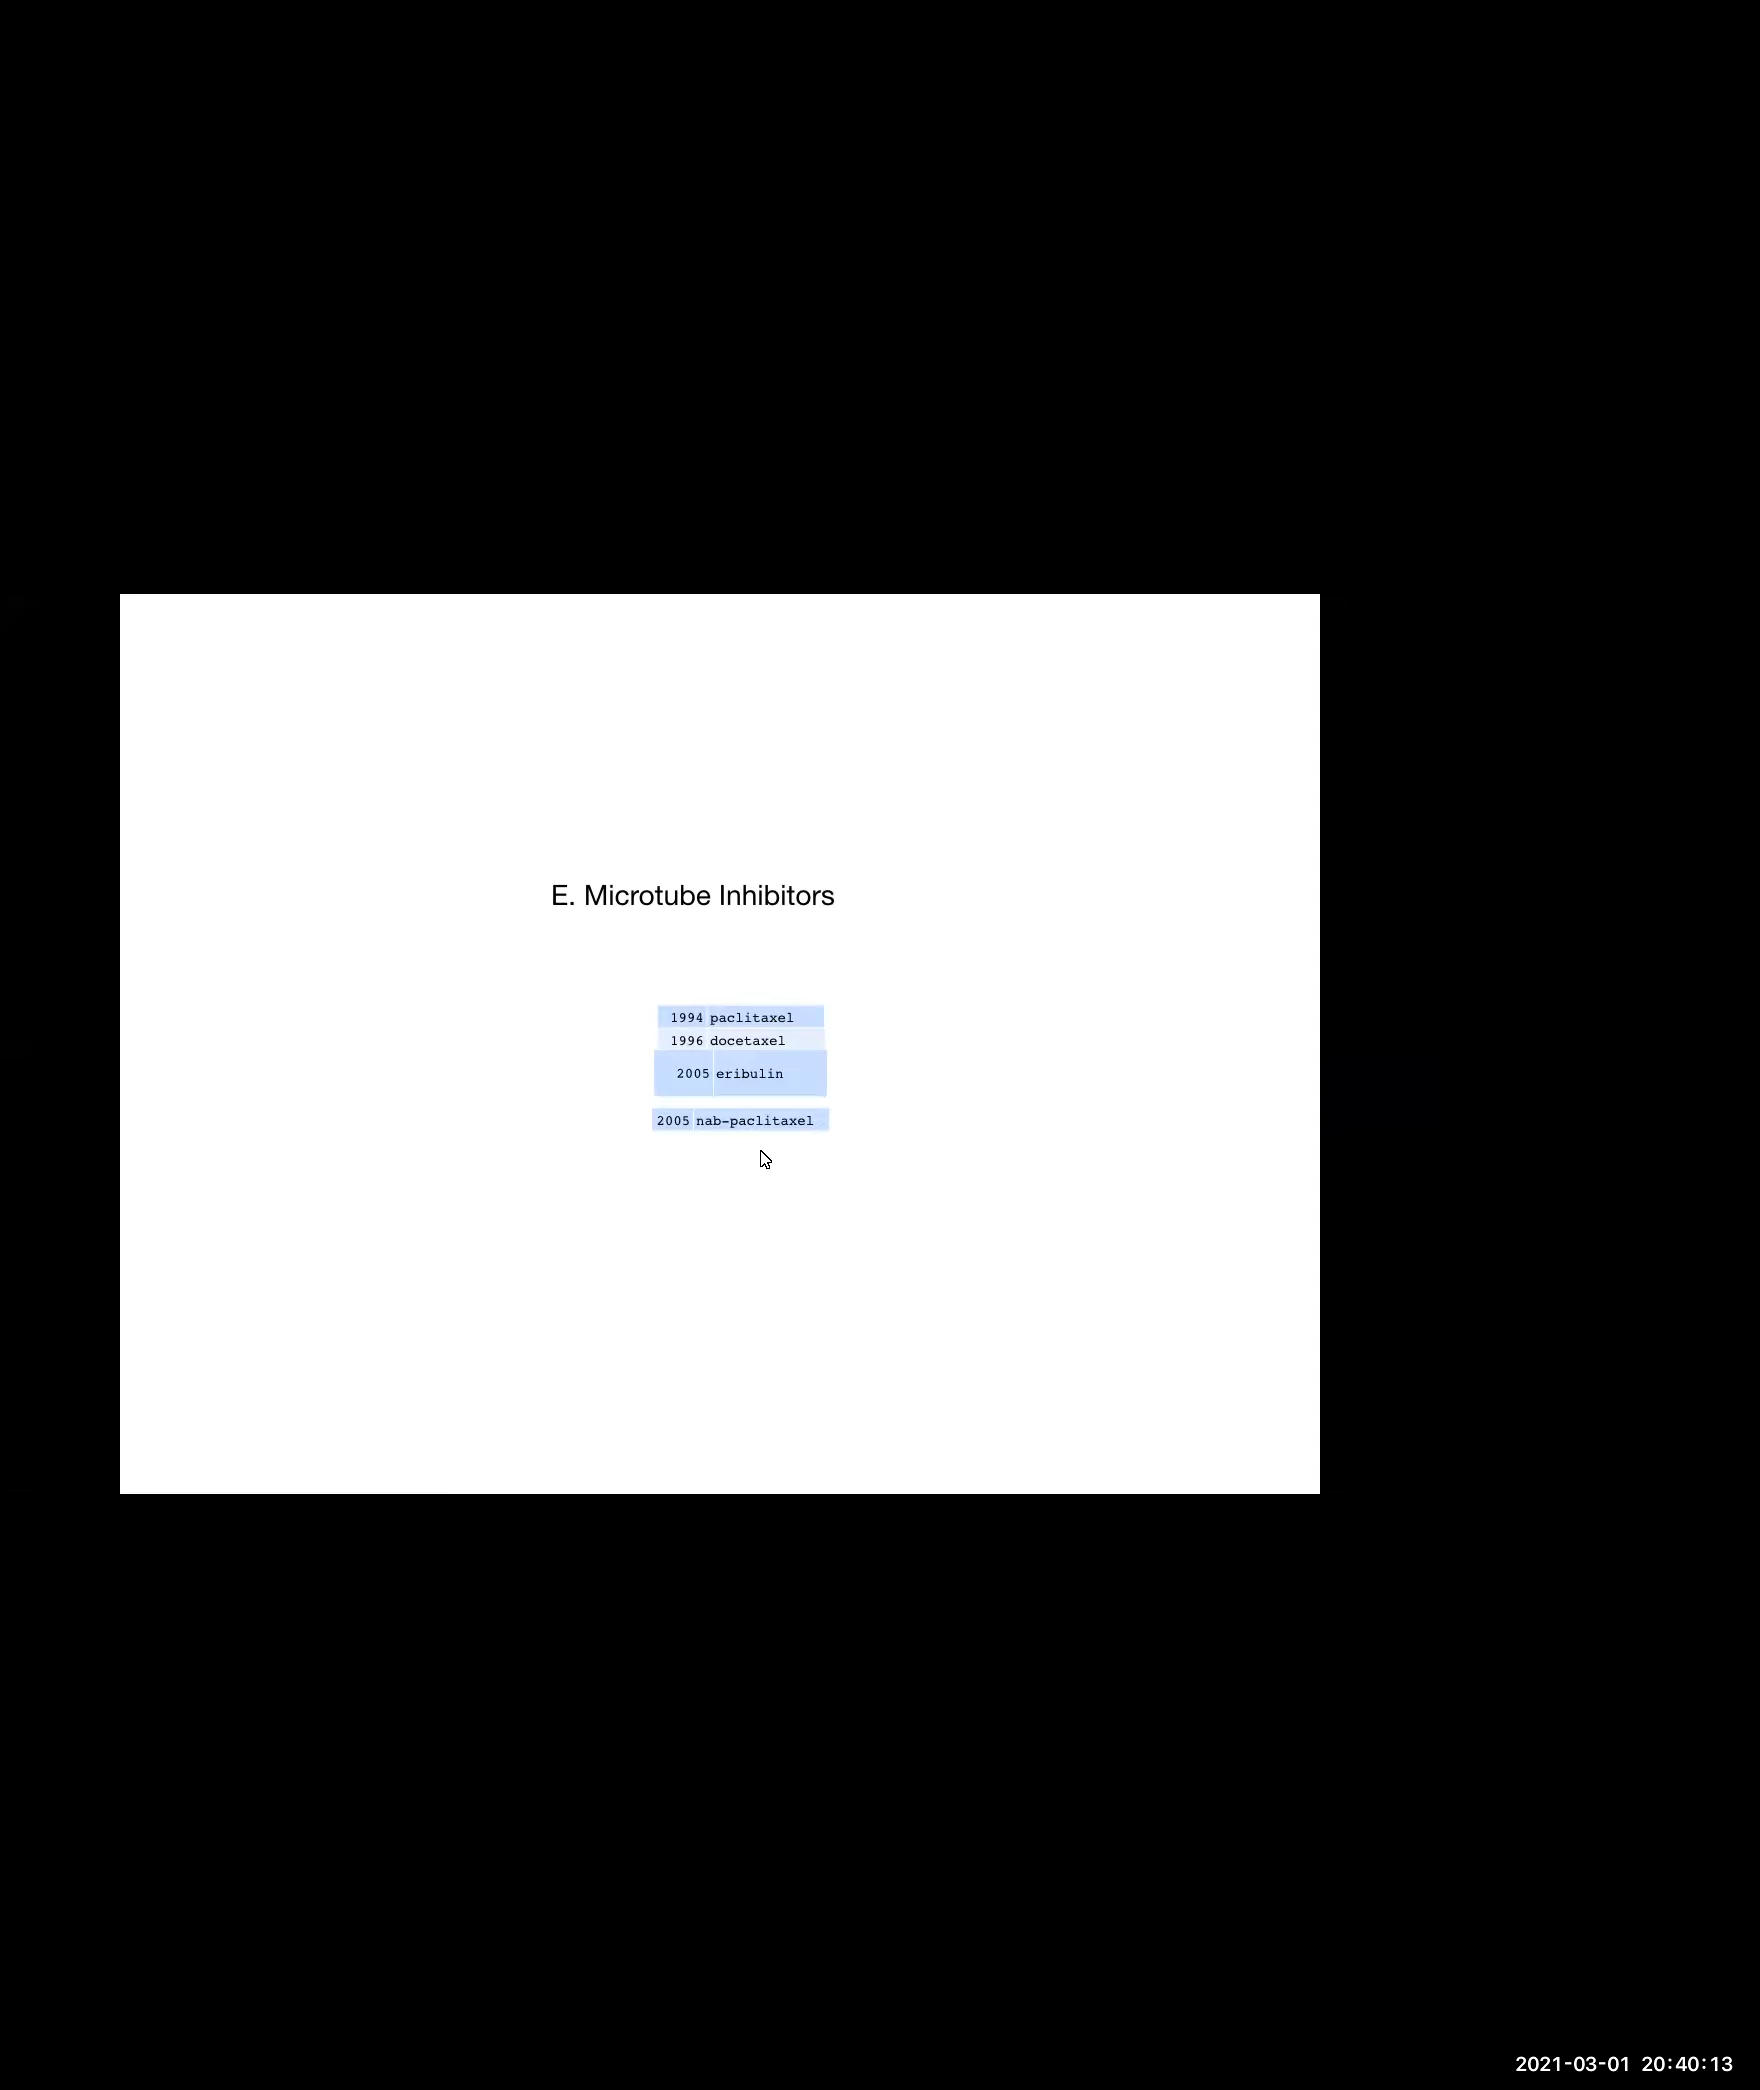 E. Microtube Inhibitors
1994 paclitaxel
1996 docetaxel
2005 eribulin
2005 nab-paclitaxel
2021-03-01 20:40:13